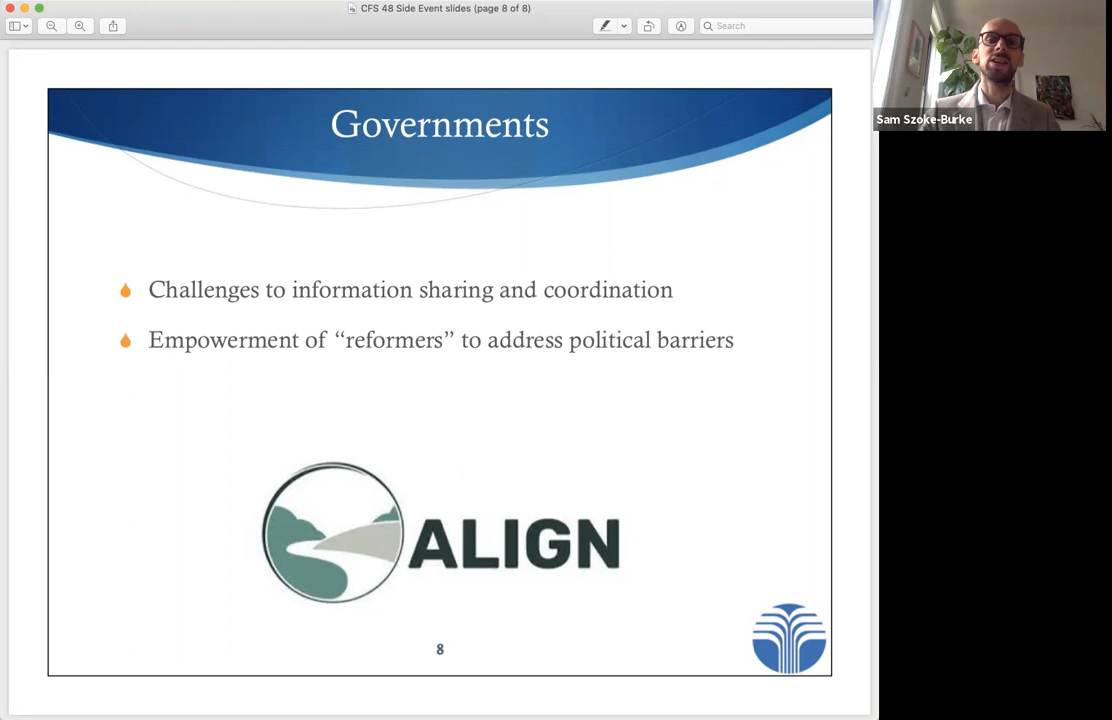 CFS 48 Side Event slides (page 8 of 8)
Search
Sam Szoke-Burke
Governments
Challenges to information sharing and coordination
Empowerment of “reformers” to address political barriers
ALIGN
8